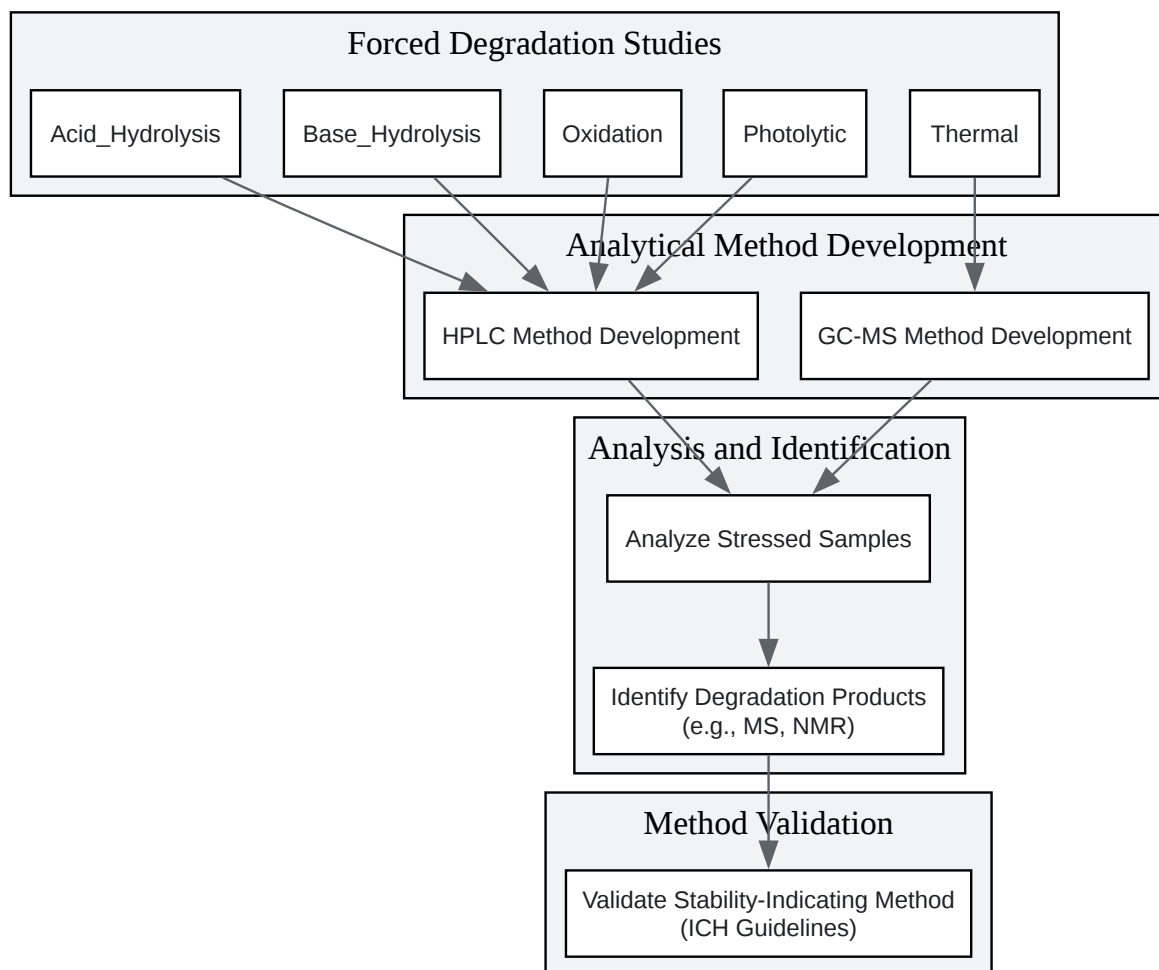 Forced Degradation Studies
Acid_Hydrolysis
Base_Hydrolysis
Oxidation
Photolytic
Thermal
Analytical Method Development
HPLC Method Development
GC-MS Method Development
Analysis and Identification
Analyze Stressed Samples
Identify Degradation Products
(e.g., MS, NMR)
Method Validation
Validate Stability-Indicating Method
(ICH Guidelines)